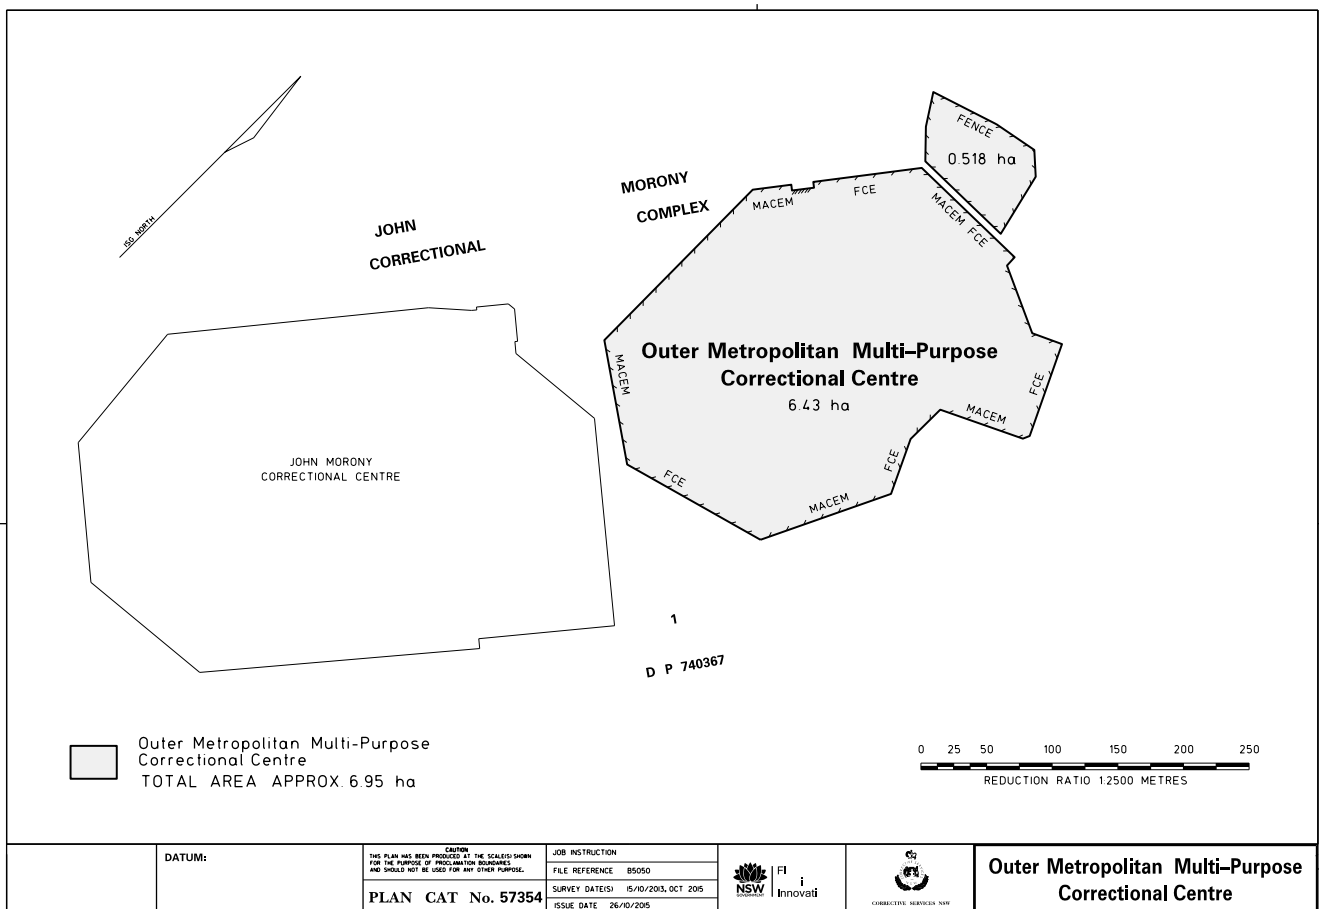 FENCE
0.518 ha
ISG NORTH
MORONY
COMPLEX
JOHN
CORRECTIONAL
MACEM
FCE
MACEM FCE
Outer Metropolitan Multi–Purpose
Correctional Centre
6.43 ha
MACEM
FCE
MACEM
FCE
MACEM
FCE
JOHN MORONY
CORRECTIONAL CENTRE
1
D P 740367
Outer Metropolitan Multi-Purpose
Correctional Centre
TOTAL AREA APPROX. 6.95 ha
0 25 50 100 150 200 250
REDUCTION RATIO 1:2500 METRES
DATUM:
CAUTION
THIS PLAN HAS BEEN PRODUCED AT THE SCALE(S) SHOWN
FOR THE PURPOSE OF PROCLAMATION BOUNDARIES
AND SHOULD NOT BE USED FOR ANY OTHER PURPOSE.
PLAN CAT No. 57354
JOB INSTRUCTION
FILE REFERENCE B5050
SURVEY DATE(S) 15/10/2013, OCT 2015
ISSUE DATE 26/10/2015
NSW
GOVERNMENT
FI
i
Innovati
CORRECTIVE SERVICES NSW
Outer Metropolitan Multi–Purpose
Correctional Centre